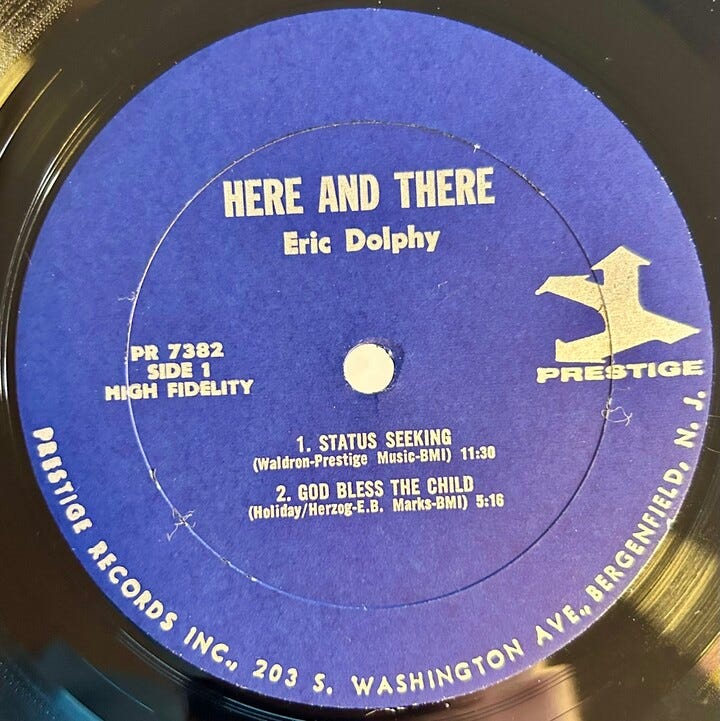 HERE AND THERE
Eric Dolphy
PR 7382
SIDE 1
HIGH FIDELITY
PRESTIGE
1. STATUS SEEKING
(Waldron-Prestige Music-BMI) 11:30
2. GOD BLESS THE CHILD
(Holiday/Herzog-E.B. Marks-BMI) 5:16
PRESTIGE RECORDS INC., 203 S. WASHINGTON AVE., BERGENFIELD, N. J.